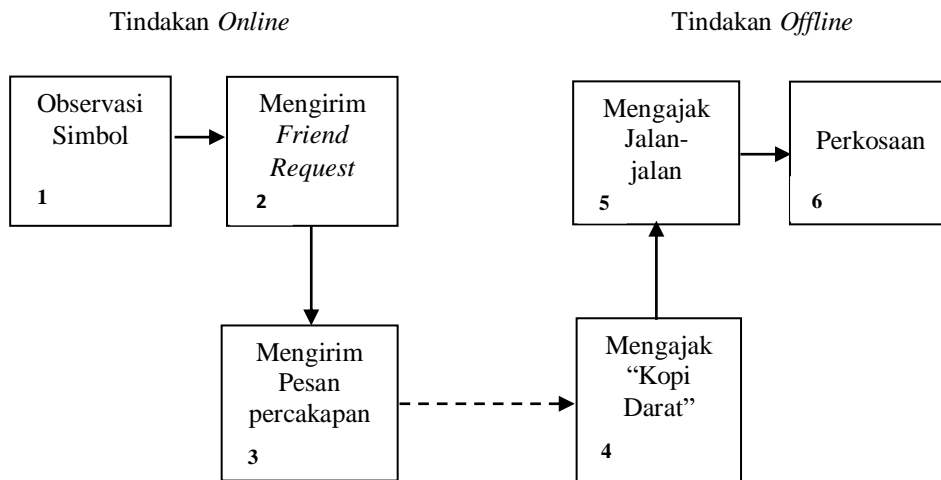 Tindakan Online
Tindakan Offline
Observasi
Simbol
1
Mengirim
Friend
Request
2
Mengirim
Pesan
percakapan
3
Mengajak
“Kopi
Darat”
4
Mengajak
Jalan-
jalan
5
Perkosaan
6